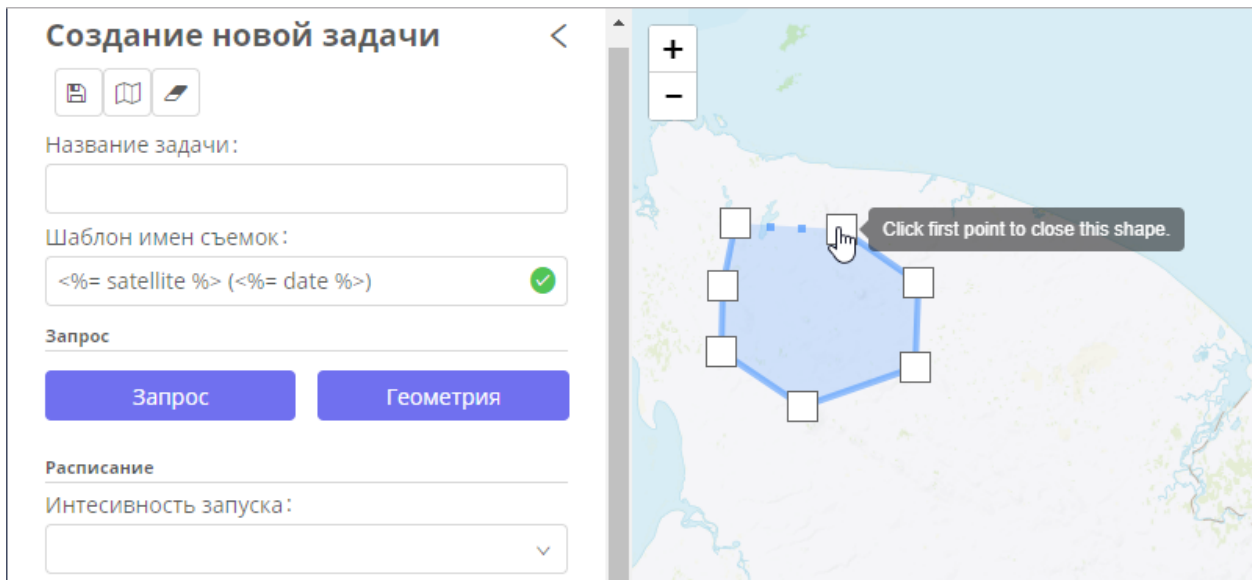 Создание новой задачи
Название задачи:
Шаблон имен съемок:
<%= satellite %> (<%= date %>)
Запрос
Запрос
Геометрия
Расписание
Интесивность запуска:
+
−
Click first point to close this shape.